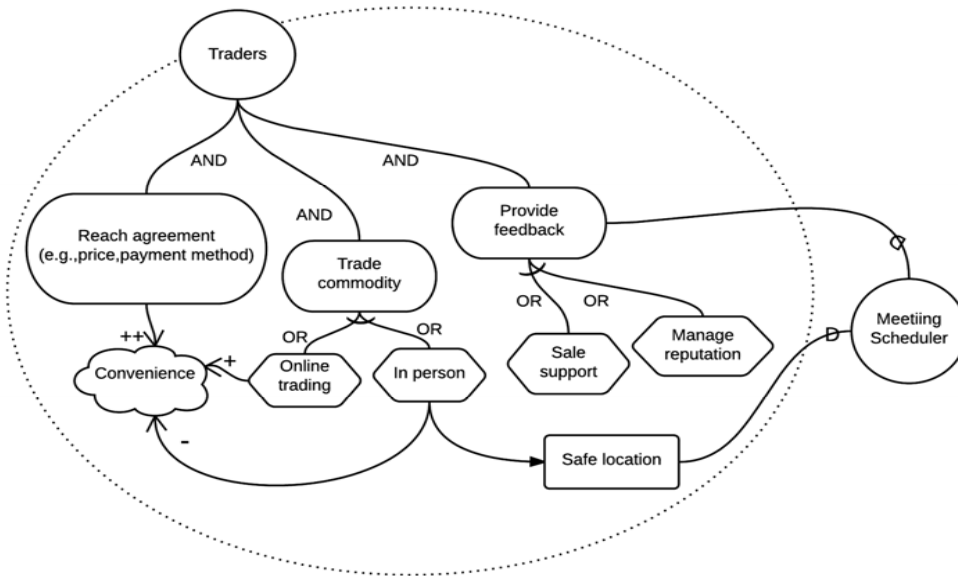 Traders
AND
AND
AND
Reach agreement
(e.g.,price,payment method)
Trade
commodity
Provide
feedback
OR
OR
OR
OR
++
Convenience
+
Online
trading
In person
Sale
support
Manage
reputation
D
Meetiing
Scheduler
D
-
Safe location